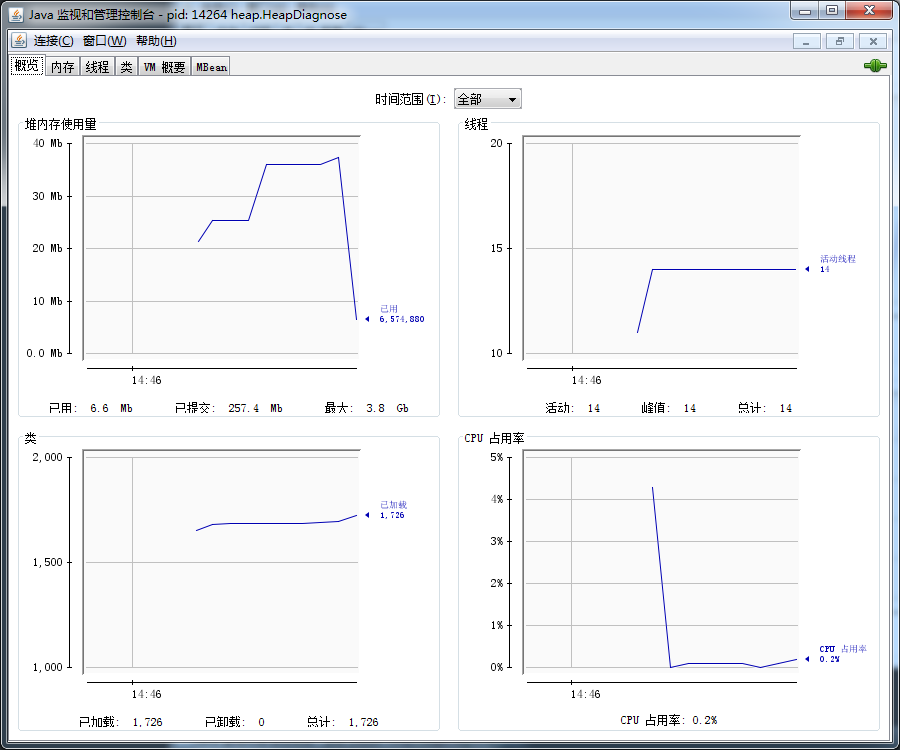 Java 监视和管理控制台 - pid: 14264 heap.HeapDiagnose
连接(C) 窗口(W) 帮助(H)
概览 内存 线程 类 VM 概要 MBean
时间范围(I): 全部
堆内存使用量
40 Mb
30 Mb
20 Mb
10 Mb
0.0 Mb
已用
6,574,880
14:46
已用: 6.6 Mb 已提交: 257.4 Mb 最大: 3.8 Gb
线程
20
15
10
活动线程
14
14:46
活动: 14 峰值: 14 总计: 14
类
2,000
1,500
1,000
已加载
1,726
14:46
已加载: 1,726 已卸载: 0 总计: 1,726
CPU 占用率
5%
4%
3%
2%
1%
0%
CPU 占用率
0.2%
14:46
CPU 占用率: 0.2%